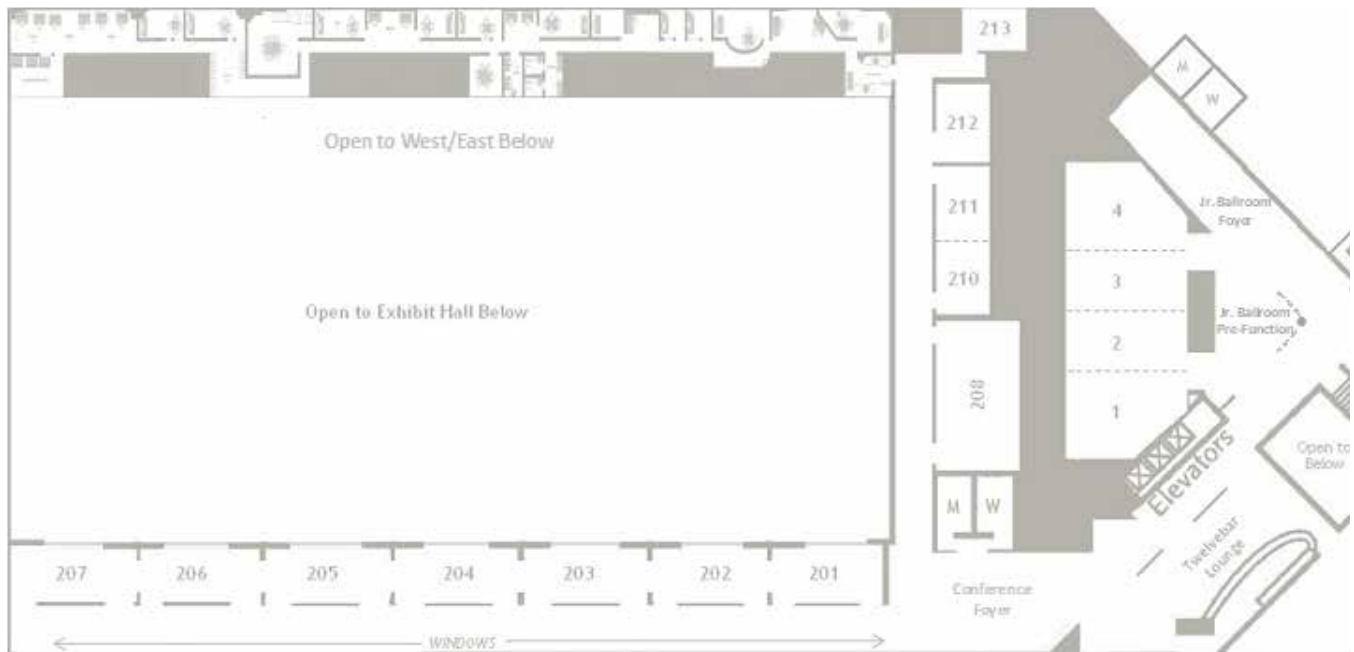 213
M
W
212
Open to West/East Below
211
4
Jr. Ballroom
Foyer
210
3
Open to Exhibit Hall Below
Jr. Ballroom
Pre-Function
2
208
1
Elevators
Open to
Below
M
W
Twelvebar
Lounge
207
206
205
204
203
202
201
Conference
Foyer
WINDOWS